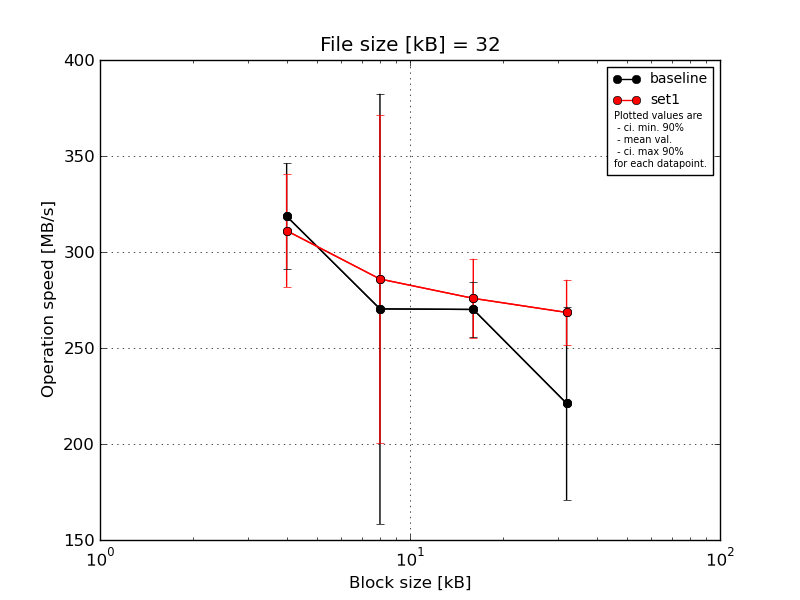 File size [kB] = 32
400
350
300
250
200
150
Operation speed [MB/s]
10^0
10^1
10^2
Block size [kB]
baseline
set1
Plotted values are
- ci. min. 90%
- mean val.
- ci. max 90%
for each datapoint.